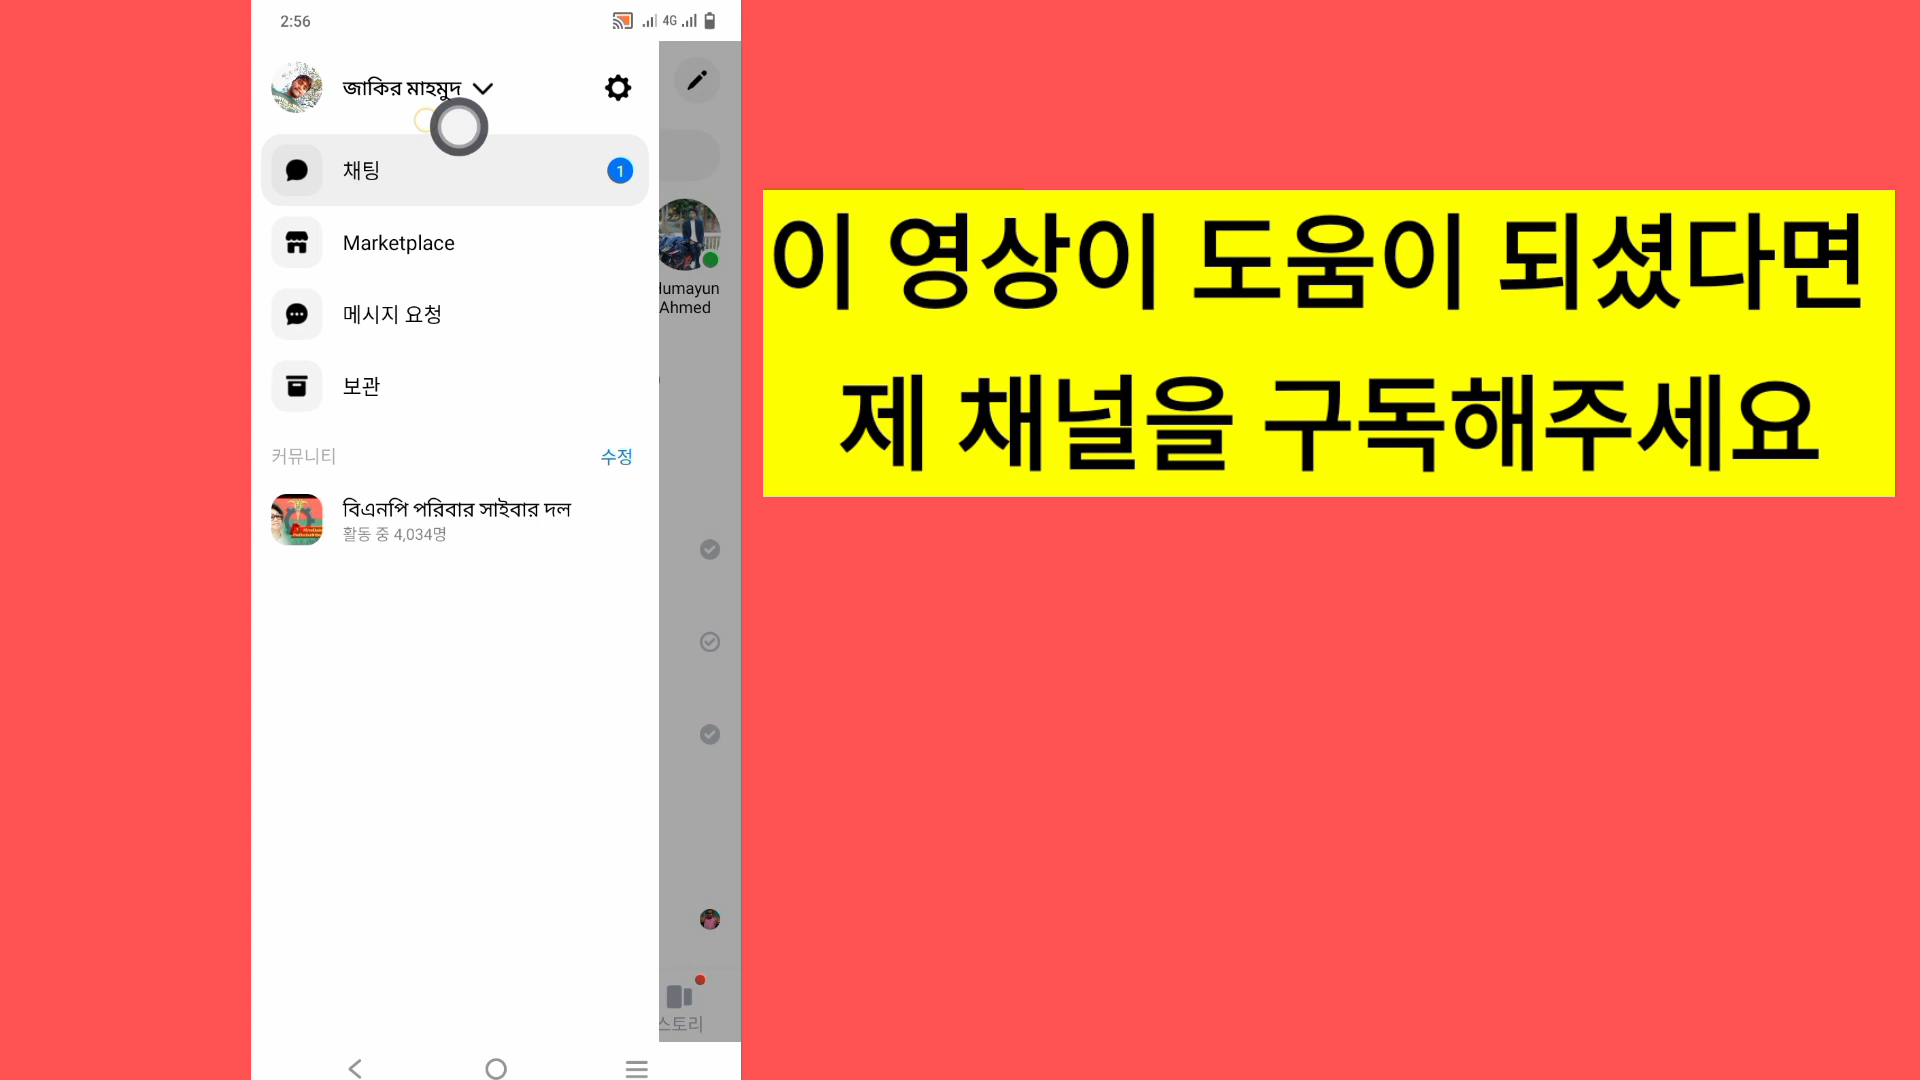 2:56
4G
জাকির মাহমুদ
채팅
1
Marketplace
메시지 요청
보관
커뮤니티
수정
বিএনপি পরিবার সাইবার দল
활동 중 4,034명
Humayun
Ahmed
스토리
이 영상이 도움이 되셨다면
제 채널을 구독해주세요